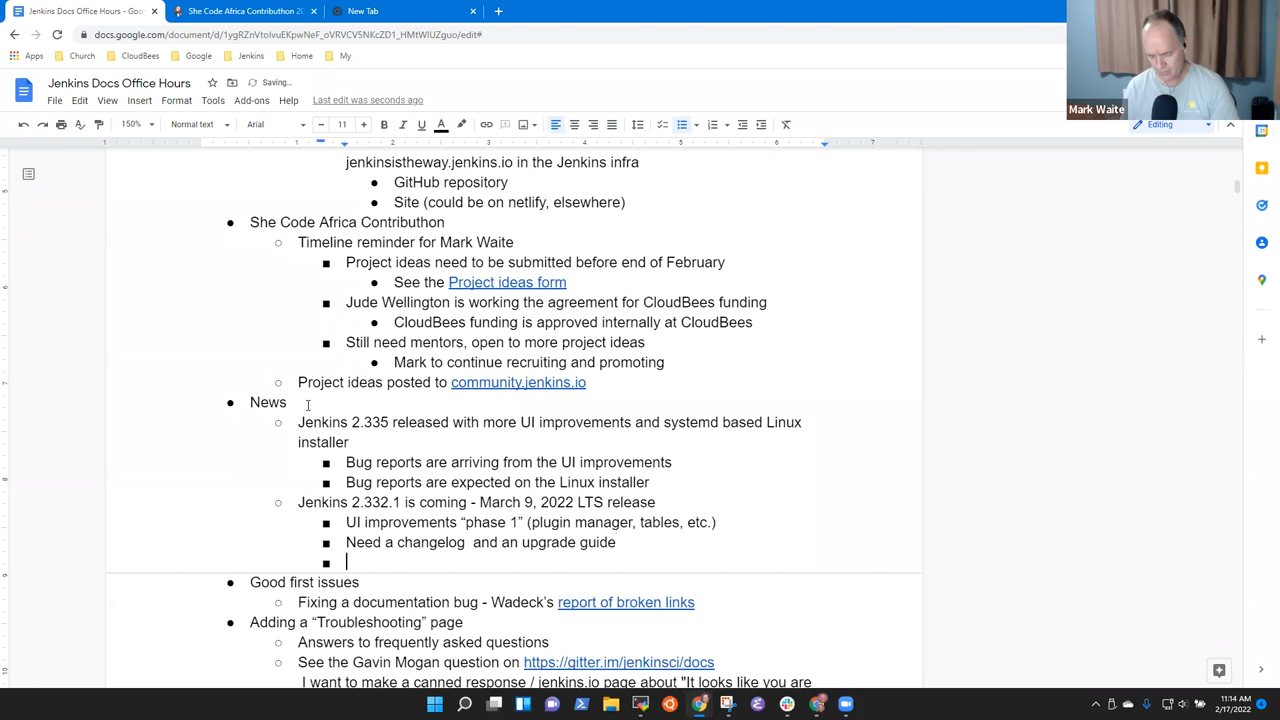 Jenkins Docs Office Hours - Goo
She Code Africa Contributhon 20
New Tab
docs.google.com/document/d/1ygRZnVtoIvuEKpwNeF_oVRVCV5NKcZD1_HMtWIUZguo/edit#
Apps
Church
CloudBees
Google
Jenkins
Home
My
Jenkins Docs Office Hours
Saving...
File Edit View Insert Format Tools Add-ons Help Last edit was seconds ago
Mark Waite
150% Normal text Arial 11 Editing
jenkinsistheway.jenkins.io in the Jenkins infra
GitHub repository
Site (could be on netlify, elsewhere)
She Code Africa Contributhon
Timeline reminder for Mark Waite
Project ideas need to be submitted before end of February
See the Project ideas form
Jude Wellington is working the agreement for CloudBees funding
CloudBees funding is approved internally at CloudBees
Still need mentors, open to more project ideas
Mark to continue recruiting and promoting
Project ideas posted to community.jenkins.io
News
Jenkins 2.335 released with more UI improvements and systemd based Linux
installer
Bug reports are arriving from the UI improvements
Bug reports are expected on the Linux installer
Jenkins 2.332.1 is coming - March 9, 2022 LTS release
UI improvements “phase 1” (plugin manager, tables, etc.)
Need a changelog  and an upgrade guide
Good first issues
Fixing a documentation bug - Wadeck’s report of broken links
Adding a “Troubleshooting” page
Answers to frequently asked questions
See the Gavin Mogan question on https://gitter.im/jenkinsci/docs
I want to make a canned response / jenkins.io page about "It looks like you are
11:14 AM
2/17/2022